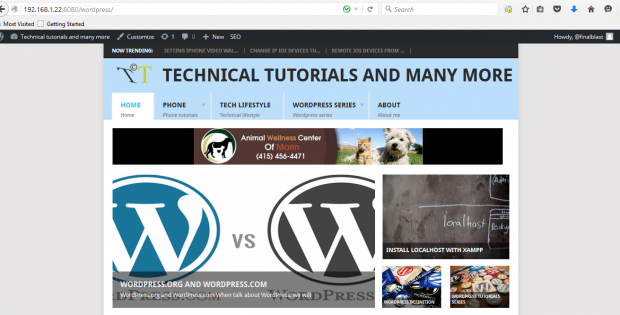 192.168.1.22:8080/wordpress/
Search
Most Visited Getting Started
Technical tutorials and many more Customize 1 0 New SEO Howdy, @finalblast
NOW TRENDING: SETTING IPHONE VIDEO WAL... CHANGE IP IOS DEVICES TU... REMOTE IOS DEVICES FROM ...
TECHNICAL TUTORIALS AND MANY MORE
HOME PHONE TECH LIFESTYLE WORDPRESS SERIES ABOUT
Home Phone tutorials Technical lifestyle Wordpress series About me
Animal Wellness Center
Of Marin
(415) 456-4471
W VS W
localhost
INSTALL LOCALHOST WITH XAMPP
WORDPRESS.ORG AND WORDPRESS.COM
WordPress.org and WordPress.com When talk about WordPress, we will
WORDPRESS DEFINITION
WORDPRESS TUTORIALS
SERIES